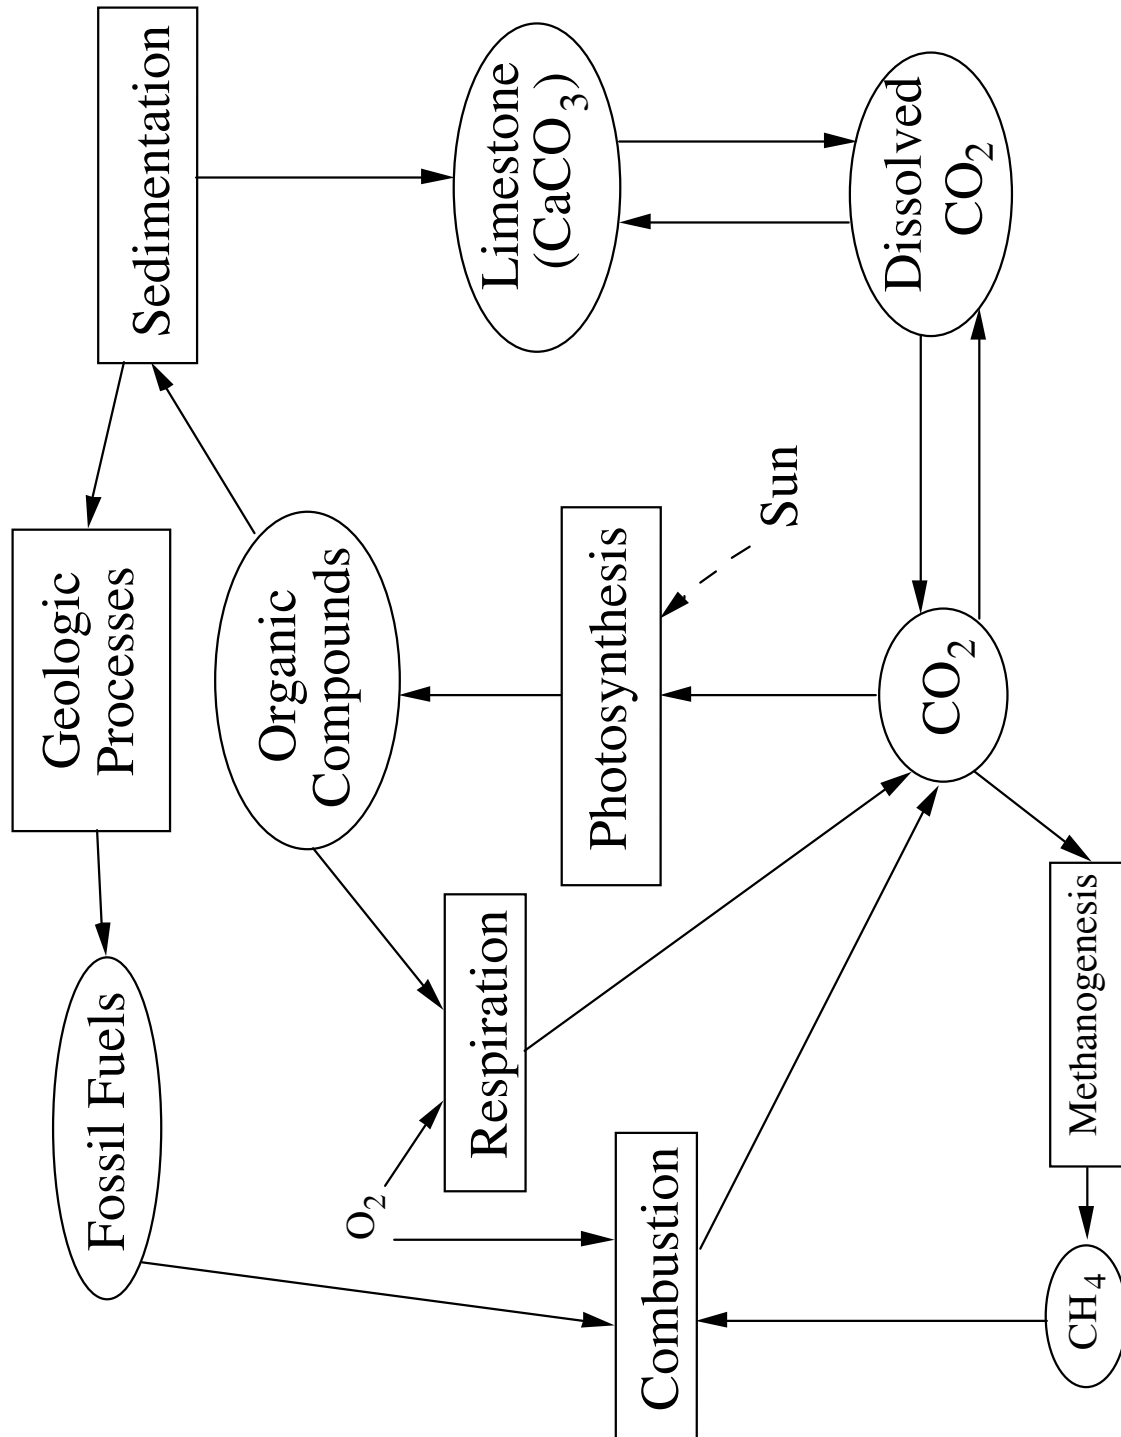 Fossil Fuels
Geologic
Processes
Sedimentation
Organic
Compounds
O₂
Respiration
Limestone
(CaCO₃)
Combustion
Photosynthesis
Sun
CO₂
Dissolved
CO₂
CH₄
Methanogenesis